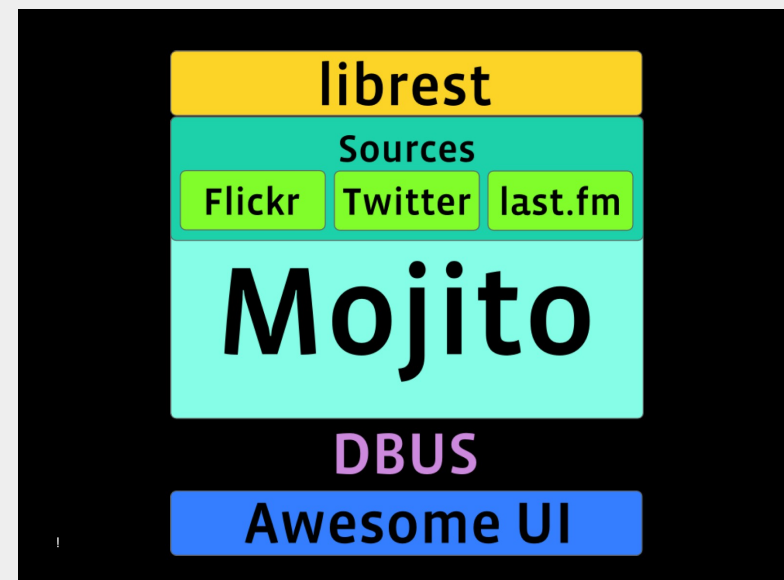 librest
Sources
Flickr Twitter last.fm
Mojito
DBUS
Awesome UI
!